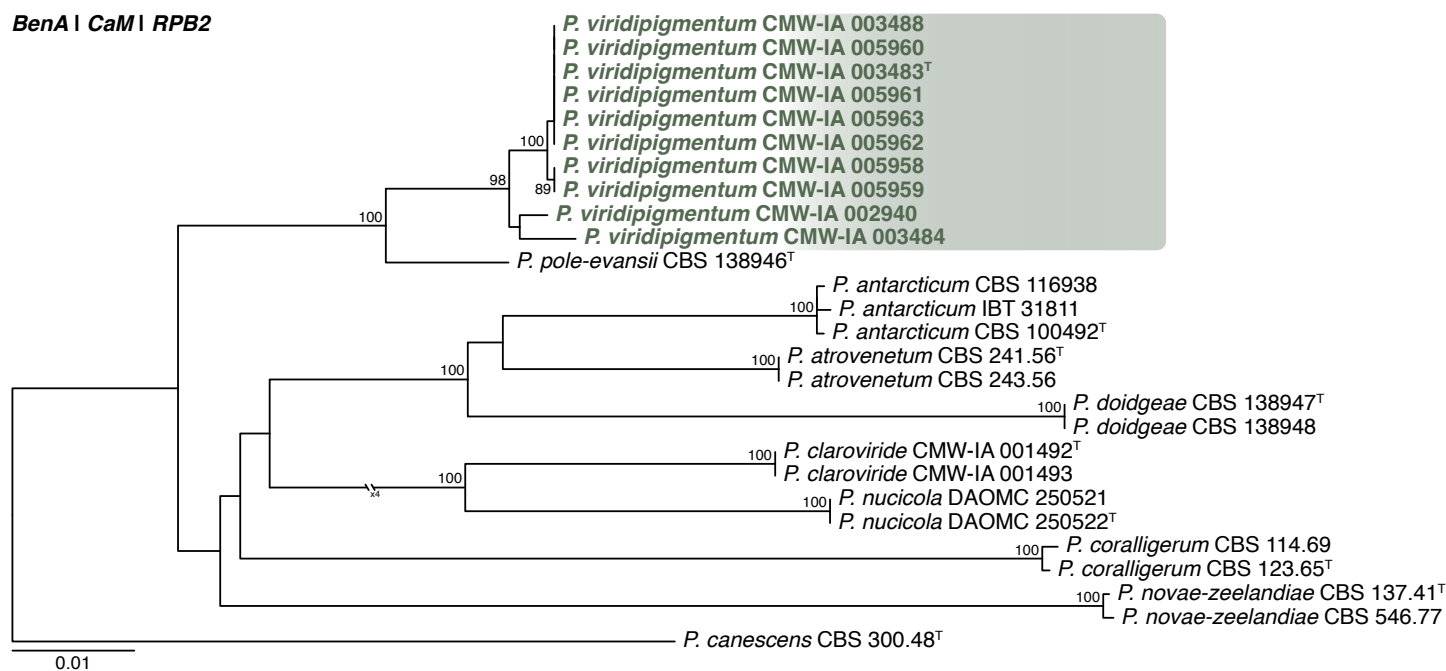 BenA | CaM | RPB2
P. viridipigmentum CMW-IA 003488
P. viridipigmentum CMW-IA 005960
P. viridipigmentum CMW-IA 003483ᵀ
P. viridipigmentum CMW-IA 005961
P. viridipigmentum CMW-IA 005963
100
P. viridipigmentum CMW-IA 005962
P. viridipigmentum CMW-IA 005958
98
89
P. viridipigmentum CMW-IA 005959
P. viridipigmentum CMW-IA 002940
100
P. viridipigmentum CMW-IA 003484
P. pole-evansii CBS 138946ᵀ
P. antarcticum CBS 116938
100
P. antarcticum IBT 31811
P. antarcticum CBS 100492ᵀ
100
P. atrovenetum CBS 241.56ᵀ
100
P. atrovenetum CBS 243.56
100
P. doidgeae CBS 138947ᵀ
P. doidgeae CBS 138948
100
P. claroviride CMW-IA 001492ᵀ
P. claroviride CMW-IA 001493
100
x4
100
P. nucicola DAOMC 250521
P. nucicola DAOMC 250522ᵀ
100
P. coralligerum CBS 114.69
P. coralligerum CBS 123.65ᵀ
100
P. novae-zeelandiae CBS 137.41ᵀ
P. novae-zeelandiae CBS 546.77
P. canescens CBS 300.48ᵀ
0.01